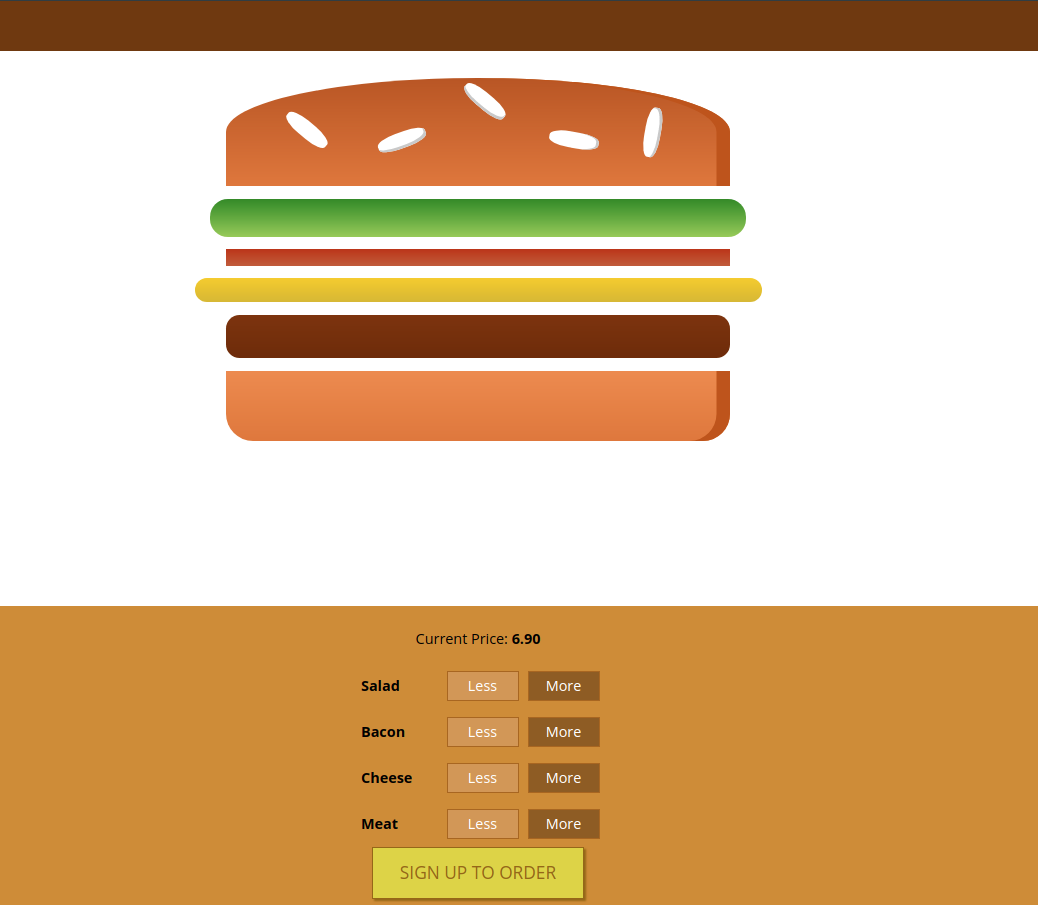 Current Price: 6.90
Salad Less More
Bacon Less More
Cheese Less More
Meat Less More
SIGN UP TO ORDER